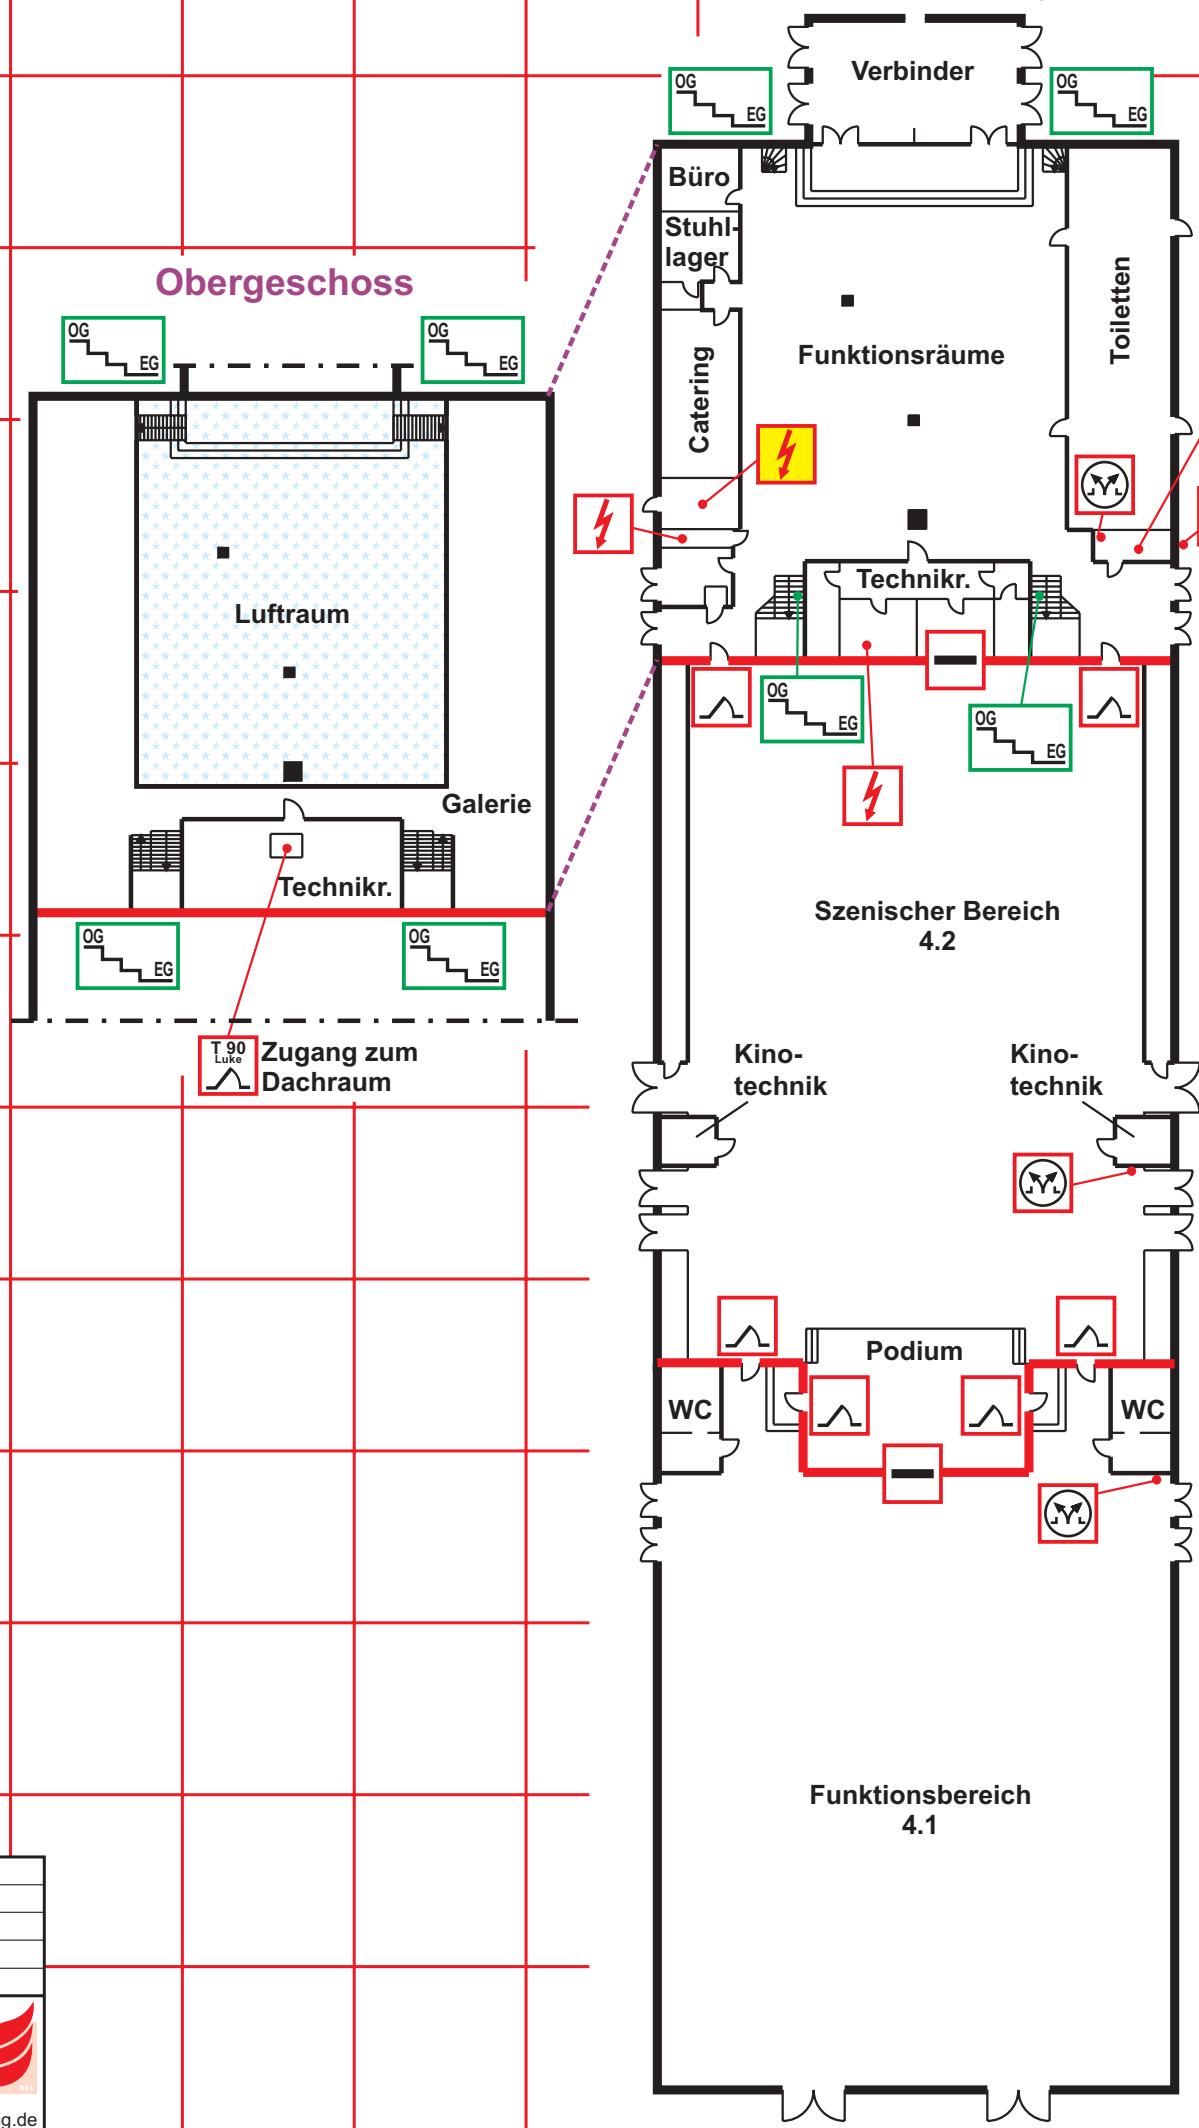 Verbinder
OG
EG
OG
EG
Büro
Stuhl-
lager
Toiletten
Funktionsräume
Catering
Technikr.
OG
EG
OG
EG
Obergeschoss
OG
EG
OG
EG
Luftraum
Galerie
Technikr.
OG
EG
OG
EG
T 90
Luke
Zugang zum
Dachraum
Szenischer Bereich
4.2
Kino-
technik
Kino-
technik
Podium
WC
WC
Funktionsbereich
4.1
ig.de